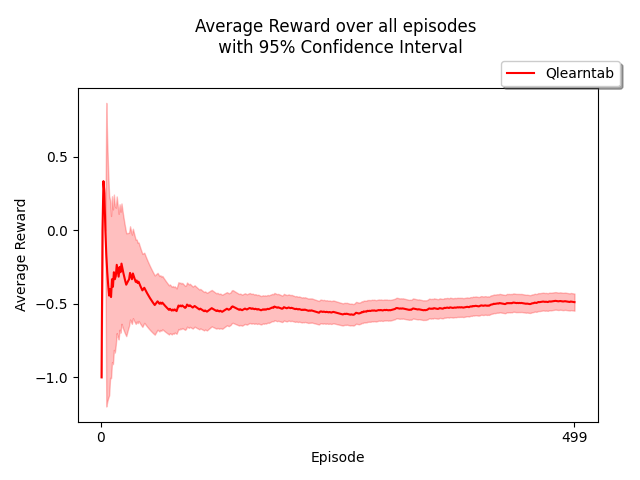 Average Reward over all episodes
with 95% Confidence Interval
Qlearntab
0.5
0.0
−0.5
−1.0
Average Reward
0
499
Episode